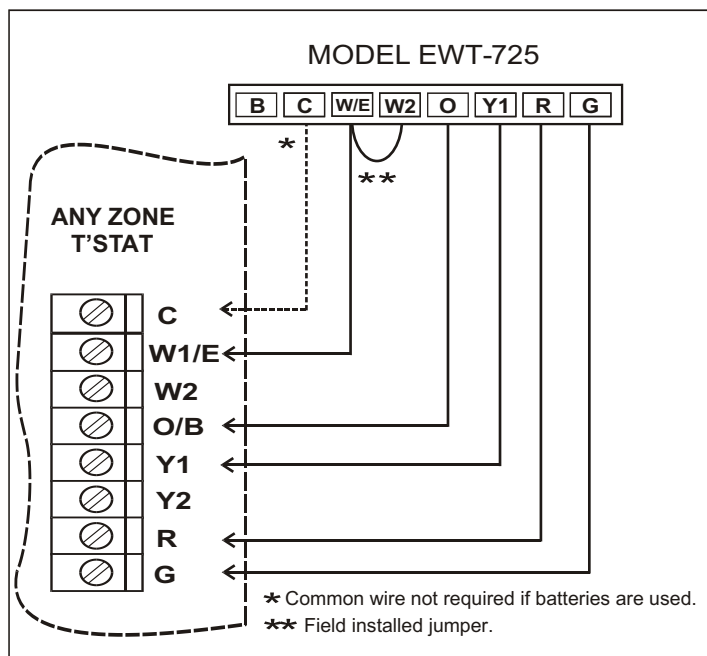 MODEL EWT-725
B C W/E W2 O Y1 R G
*
**
ANY ZONE
T'STAT
C
W1/E
W2
O/B
Y1
Y2
R
G
* Common wire not required if batteries are used.
** Field installed jumper.